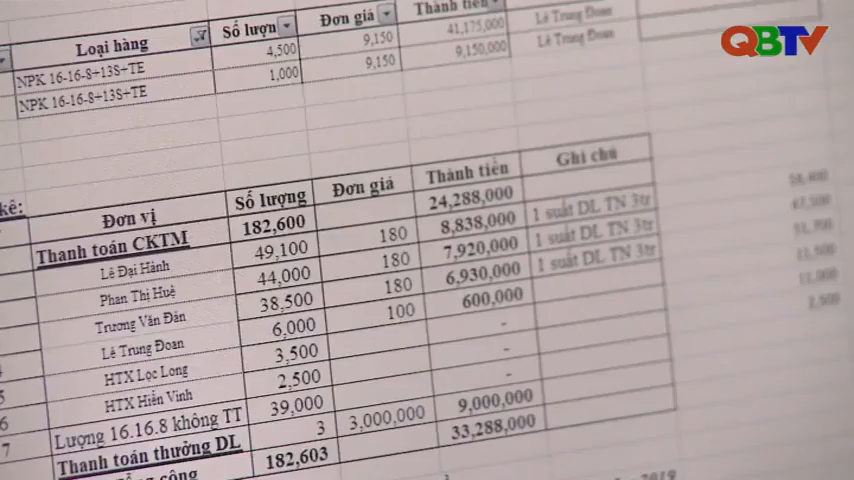 Loại hàng Số lượn Đơn giá Thành tiền
NPK 16-16-8+13S+TE 4,500 9,150 41,175,000 Lê Trung Đoan
NPK 16-16-8+13S+TE 1,000 9,150 9,150,000 Lê Trung Đoan
QBTV
kê:
Đơn vị Số lượng Đơn giá Thành tiền Ghi chú
Thanh toán CKTM 182,600 24,288,000
Lê Đại Hành 49,100 180 8,838,000 1 suất DL TN 3tr
Phan Thị Huệ 44,000 180 7,920,000 1 suất DL TN 3tr
Trương Văn Đán 38,500 180 6,930,000 1 suất DL TN 3tr
Lê Trung Đoan 6,000 100 600,000
HTX Lọc Long 3,500 -
HTX Hiển Vinh 2,500 -
6 Lượng 16.16.8 không TT 39,000 -
7 Thanh toán thưởng DL 3 3,000,000 9,000,000
cộng 182,603 33,288,000
2019